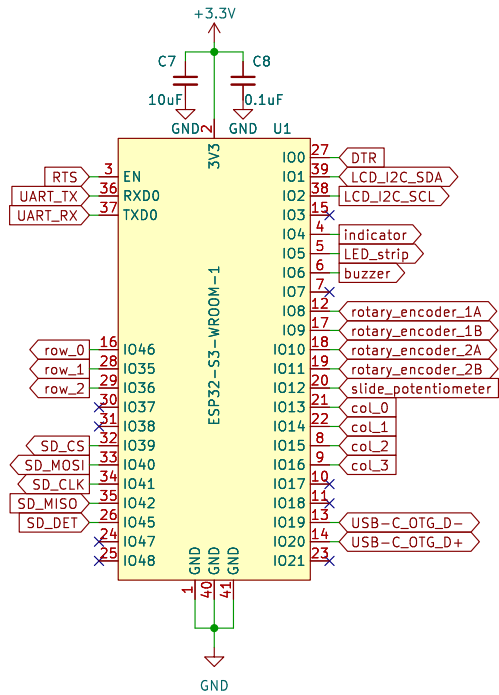 +3.3V
C7
C8
10uF
0.1uF
GND
GND
U1
2
3V3
ESP32-S3-WROOM-1
RTS 3 EN
UART_TX 36 RXD0
UART_RX 37 TXD0
row_0 16 IO46
row_1 28 IO35
row_2 29 IO36
30 IO37
31 IO38
SD_CS 32 IO39
SD_MOSI 33 IO40
SD_CLK 34 IO41
SD_MISO 35 IO42
SD_DET 26 IO45
24 IO47
25 IO48
IO0 27 DTR
IO1 39 LCD_I2C_SDA
IO2 38 LCD_I2C_SCL
IO3 15
IO4 4 indicator
IO5 5 LED_strip
IO6 6 buzzer
IO7 7
IO8 12 rotary_encoder_1A
IO9 17 rotary_encoder_1B
IO10 18 rotary_encoder_2A
IO11 19 rotary_encoder_2B
IO12 20 slide_potentiometer
IO13 21 col_0
IO14 22 col_1
IO15 8 col_2
IO16 9 col_3
IO17 10
IO18 11
IO19 13 USB-C_OTG_D-
IO20 14 USB-C_OTG_D+
IO21 23
GND
GND
GND
1
40
41
GND